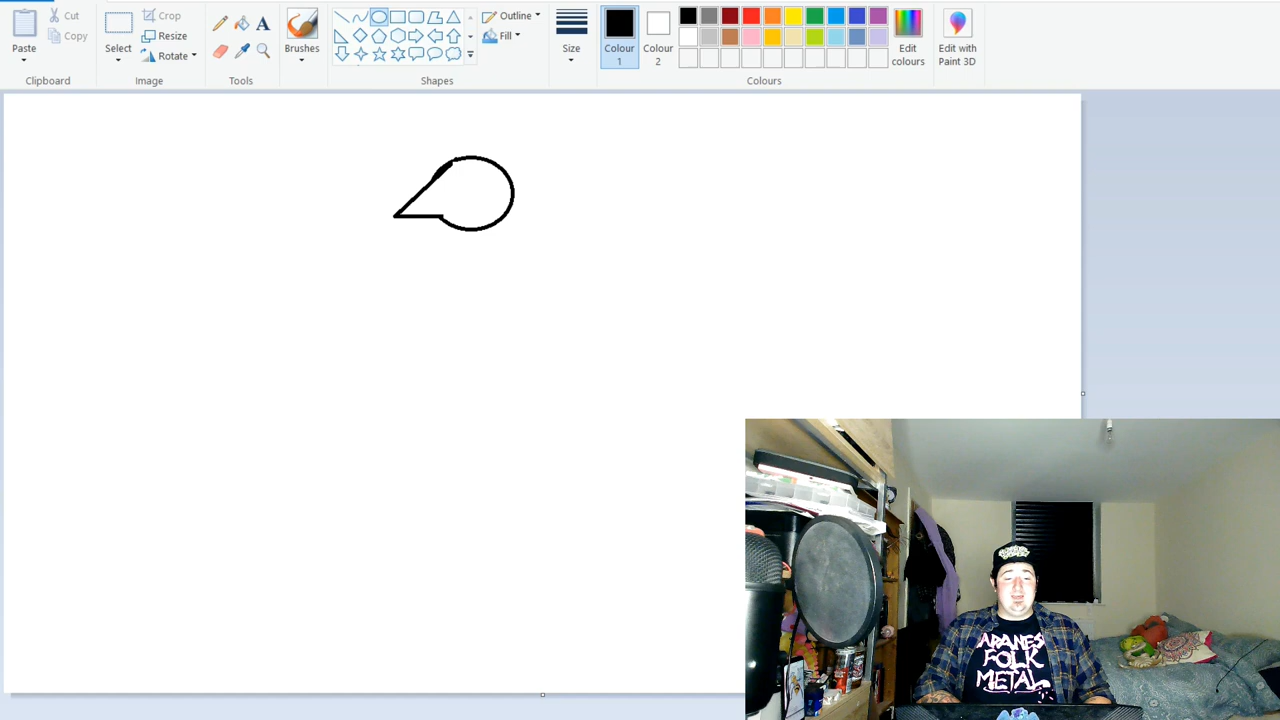 Paste
Cut
Copy
Clipboard
Select
Crop
Resize
Rotate
Image
A
Tools
Brushes
Shapes
Outline
Fill
Size
Colour
1
Colour
2
Edit
colours
Colours
Edit with
Paint 3D
ARANES
FOLK
METAL